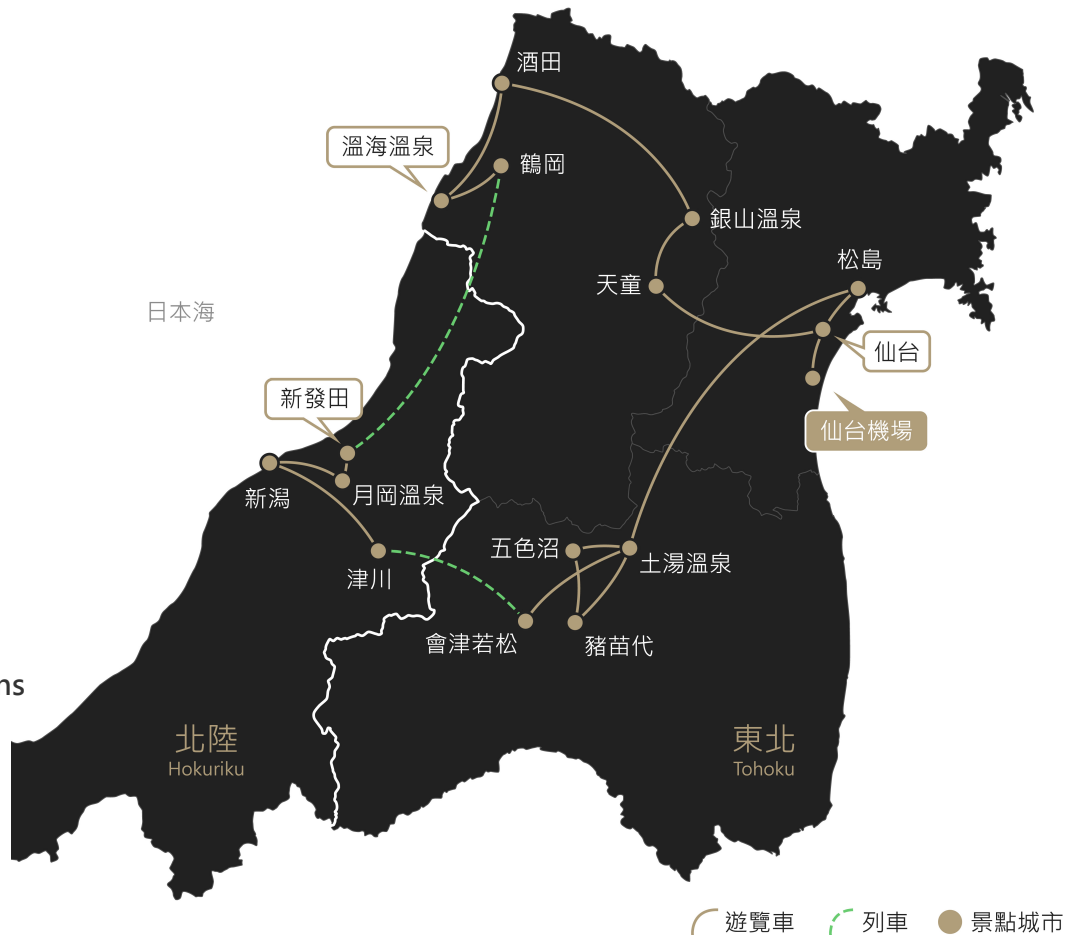 酒田
溫海溫泉
鶴岡
銀山溫泉
松島
天童
日本海
仙台
新發田
仙台機場
月岡溫泉
新潟
五色沼
土湯溫泉
津川
會津若松
豬苗代
ns
北陸
Hokuriku
東北
Tohoku
遊覽車
列車
景點城市